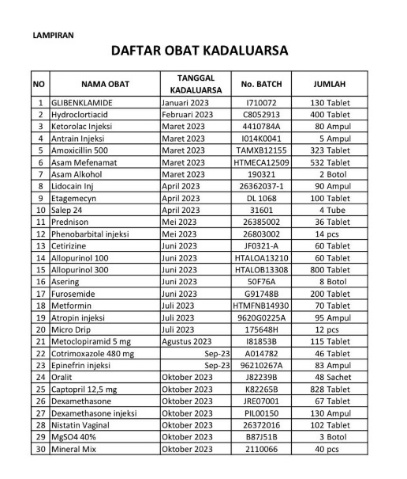 LAMPIRAN
DAFTAR OBAT KADALUARSA
NO NAMA OBAT TANGGAL KADALUARSA No. BATCH JUMLAH
1 GLIBENKLAMIDE Januari 2023 I710072 130 Tablet
2 Hydroclortiacid Februari 2023 C8052913 400 Tablet
3 Ketorolac Injeksi Maret 2023 4410784A 80 Ampul
4 Antrain Injeksi Maret 2023 I014K0041 5 Ampul
5 Amoxicillin 500 Maret 2023 TAMXB12155 323 Tablet
6 Asam Mefenamat Maret 2023 HTMECA12509 532 Tablet
7 Asam Alkohol Maret 2023 190321 2 Botol
8 Lidocain Inj April 2023 26362037-1 90 Ampul
9 Etagemecyn April 2023 DL 1068 100 Tablet
10 Salep 24 April 2023 31601 4 Tube
11 Prednison Mei 2023 26385002 36 Tablet
12 Phenobarbital injeksi Mei 2023 26803002 14 pcs
13 Cetirizine Juni 2023 JF0321-A 60 Tablet
14 Allopurinol 100 Juni 2023 HTALOA13210 60 Tablet
15 Allopurinol 300 Juni 2023 HTALOB13308 800 Tablet
16 Asering Juni 2023 50F76A 8 Botol
17 Furosemide Juni 2023 G91748B 200 Tablet
18 Metformin Juli 2023 HTMFNB14930 70 Tablet
19 Atropin injeksi Juli 2023 9620G0225A 95 Ampul
20 Micro Drip Juli 2023 175648H 12 pcs
21 Metoclopiramid 5 mg Agustus 2023 I81853B 115 Tablet
22 Cotrimoxazole 480 mg Sep-23 A014782 46 Tablet
23 Epinefrin injeksi Sep-23 96210267A 83 Ampul
24 Oralit Oktober 2023 J82239B 48 Sachet
25 Captopril 12,5 mg Oktober 2023 K82265B 828 Tablet
26 Dexamethasone Oktober 2023 JRE07001 67 Tablet
27 Dexamethasone injeksi Oktober 2023 PIL00150 130 Ampul
28 Nistatin Vaginal Oktober 2023 26372016 102 Tablet
29 MgSO4 40% Oktober 2023 B87J51B 3 Botol
30 Mineral Mix Oktober 2023 2110066 40 pcs